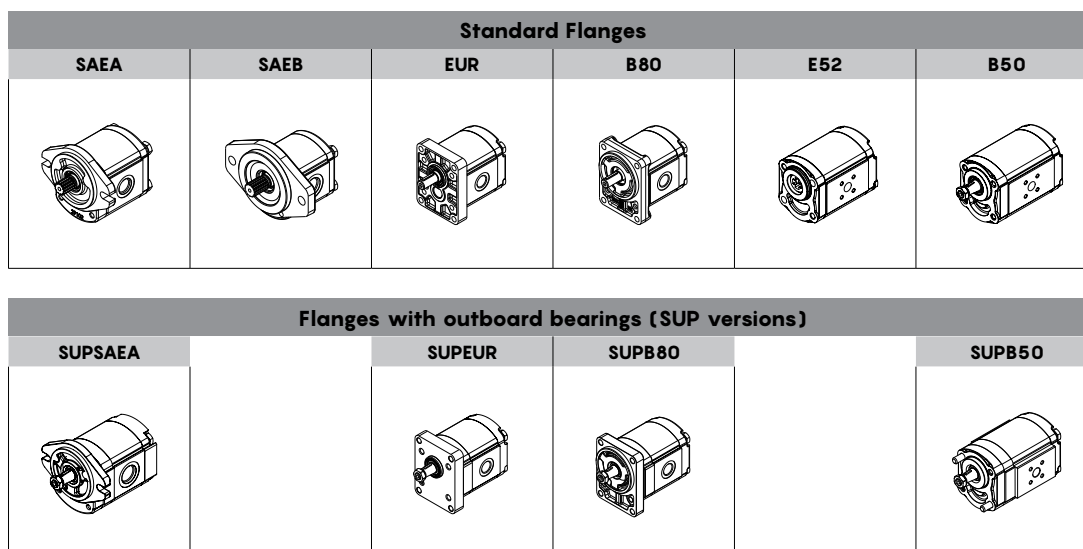 Standard Flanges
SAEA SAEB EUR B80 E52 B50
Flanges with outboard bearings (SUP versions)
SUPSAEA SUPEUR SUPB80 SUPB50